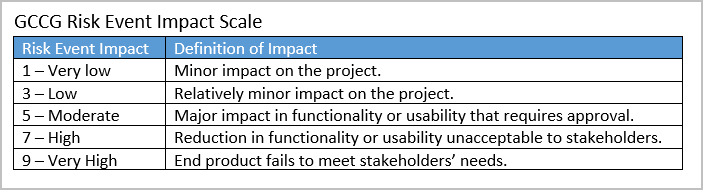 GCCG Risk Event Impact Scale
Risk Event Impact Definition of Impact
1 – Very low Minor impact on the project.
3 – Low Relatively minor impact on the project.
5 – Moderate Major impact in functionality or usability that requires approval.
7 – High Reduction in functionality or usability unacceptable to stakeholders.
9 – Very High End product fails to meet stakeholders’ needs.